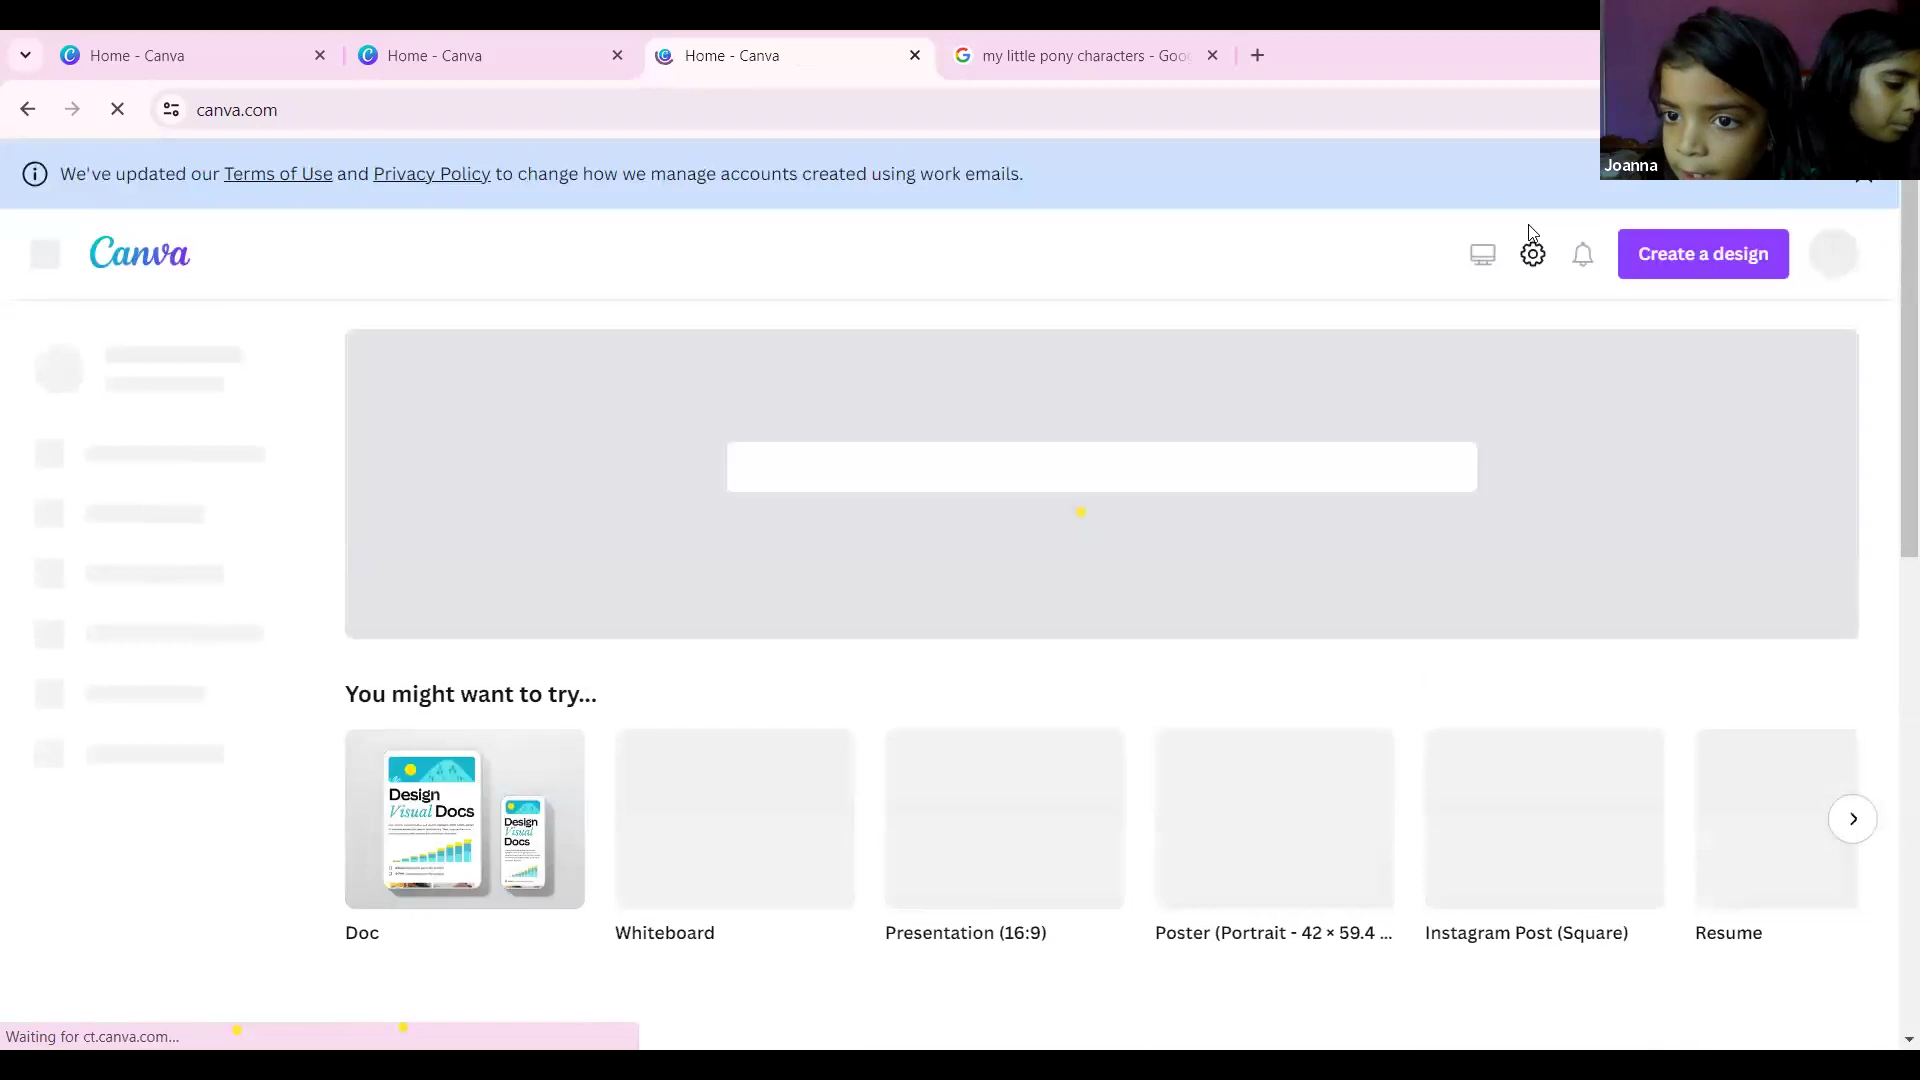 Home - Canva
Home - Canva
Home - Canva
my little pony characters - Goo
canva.com
Joanna
We've updated our Terms of Use and Privacy Policy to change how we manage accounts created using work emails.
Canva
Create a design
You might want to try...
Design
Visual Docs
Design
Visual
Docs
Doc
Whiteboard
Presentation (16:9)
Poster (Portrait - 42 × 59.4 ...
Instagram Post (Square)
Resume
Waiting for ct.canva.com...